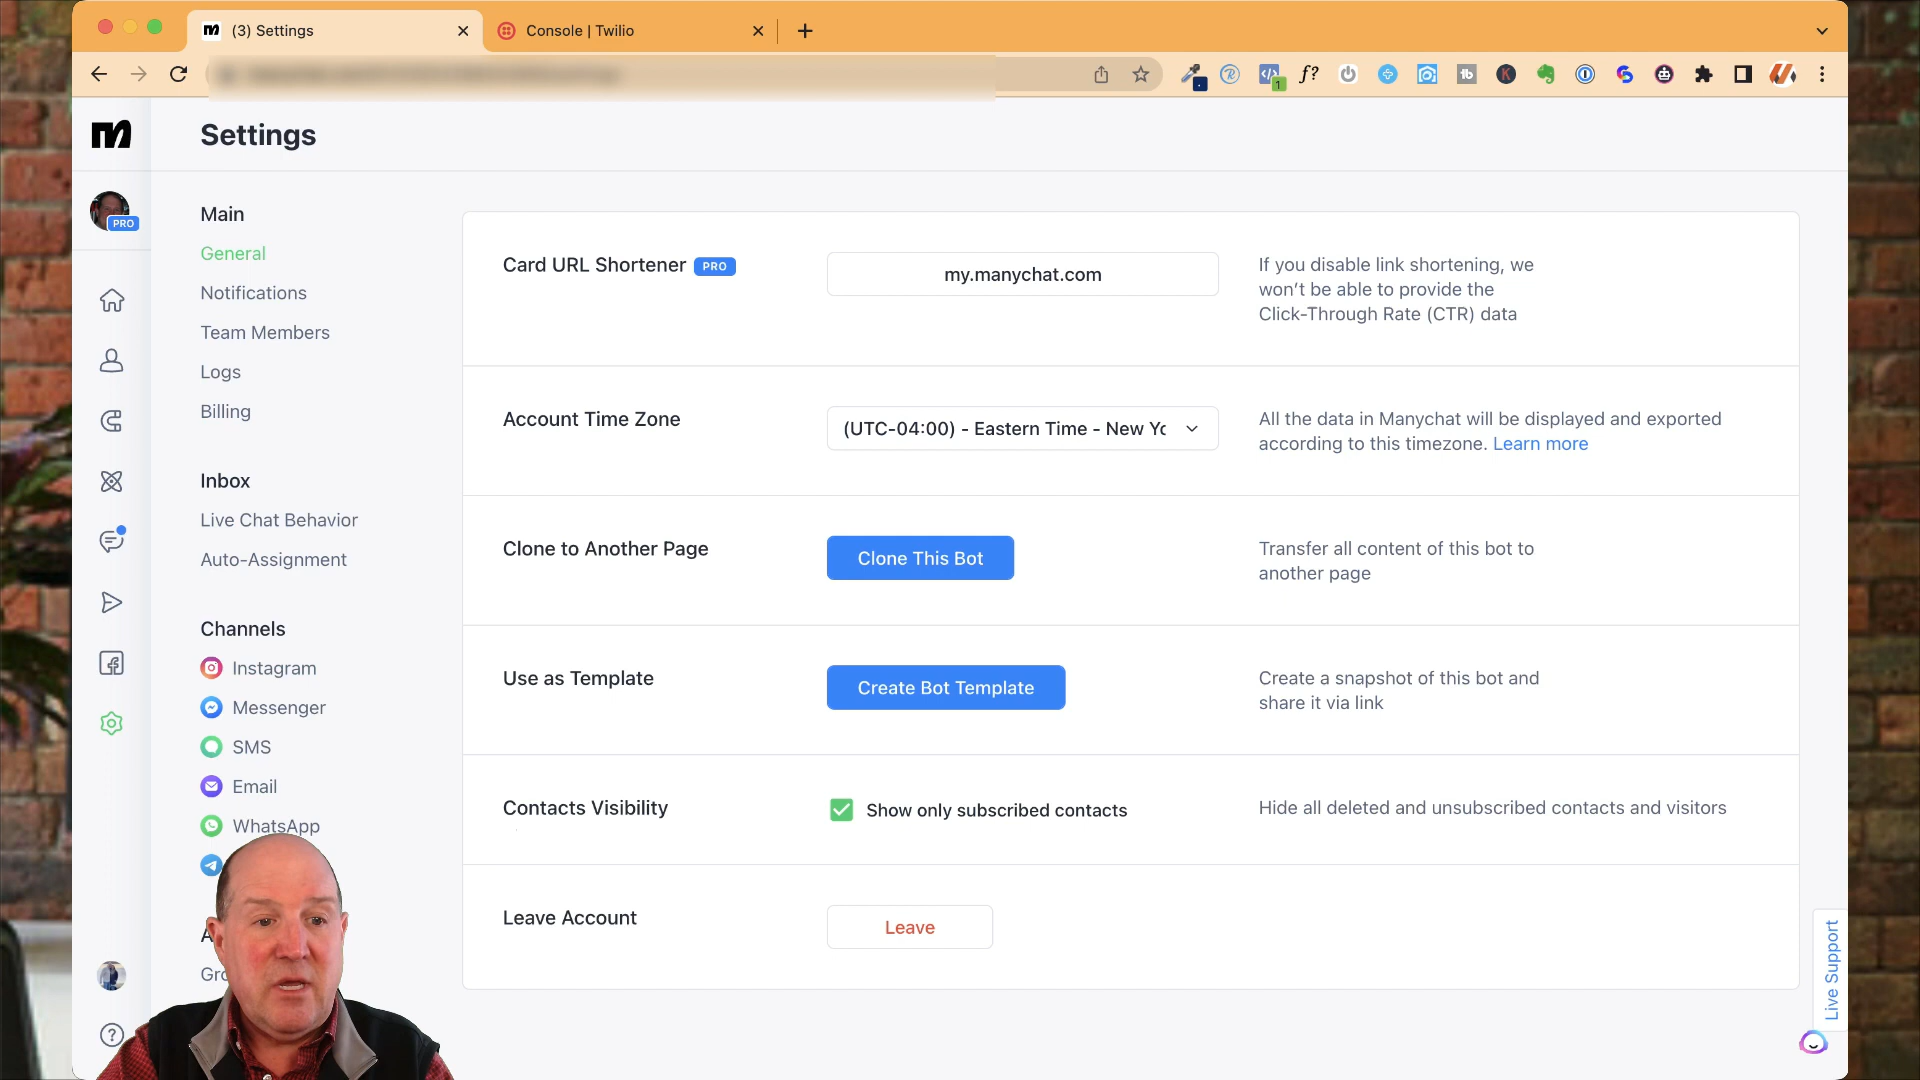 (3) Settings
Console | Twilio
1
Settings
PRO
Main
General
Notifications
Team Members
Logs
Billing
Inbox
Live Chat Behavior
Auto-Assignment
Channels
Instagram
Messenger
SMS
Email
WhatsApp
Card URL Shortener PRO
my.manychat.com
If you disable link shortening, we
won’t be able to provide the
Click-Through Rate (CTR) data
Account Time Zone
(UTC-04:00) - Eastern Time - New Yo
All the data in Manychat will be displayed and exported
according to this timezone. Learn more
Clone to Another Page
Clone This Bot
Transfer all content of this bot to
another page
Use as Template
Create Bot Template
Create a snapshot of this bot and
share it via link
Contacts Visibility
Show only subscribed contacts
Hide all deleted and unsubscribed contacts and visitors
Leave Account
Leave
Live Support